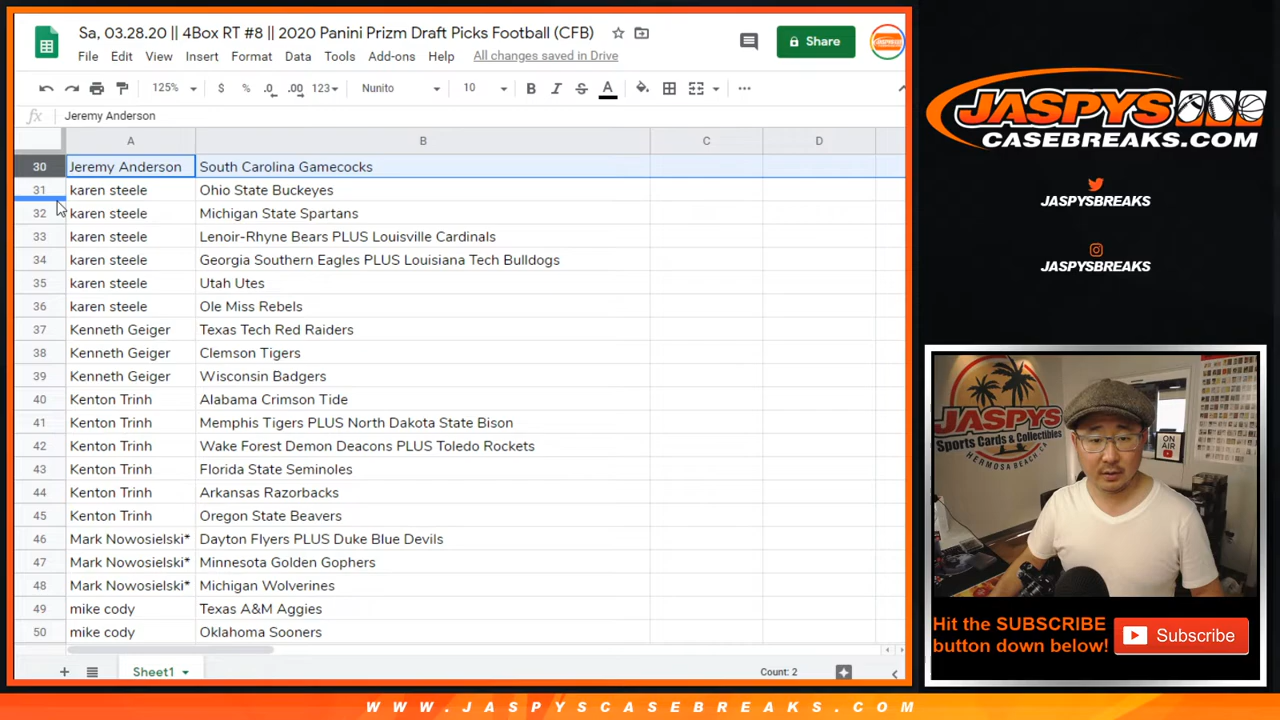 Sa, 03.28.20 || 4Box RT #8 || 2020 Panini Prizm Draft Picks Football (CFB)
File Edit View Insert Format Data Tools Add-ons Help All changes saved in Drive
Share
125% $ % .0 .00 123 Nunito 10 B I S A
fx Jeremy Anderson
A B C D
30 Jeremy Anderson South Carolina Gamecocks
31 karen steele Ohio State Buckeyes
32 karen steele Michigan State Spartans
33 karen steele Lenoir-Rhyne Bears PLUS Louisville Cardinals
34 karen steele Georgia Southern Eagles PLUS Louisiana Tech Bulldogs
35 karen steele Utah Utes
36 karen steele Ole Miss Rebels
37 Kenneth Geiger Texas Tech Red Raiders
38 Kenneth Geiger Clemson Tigers
39 Kenneth Geiger Wisconsin Badgers
40 Kenton Trinh Alabama Crimson Tide
41 Kenton Trinh Memphis Tigers PLUS North Dakota State Bison
42 Kenton Trinh Wake Forest Demon Deacons PLUS Toledo Rockets
43 Kenton Trinh Florida State Seminoles
44 Kenton Trinh Arkansas Razorbacks
45 Kenton Trinh Oregon State Beavers
46 Mark Nowosielski* Dayton Flyers PLUS Duke Blue Devils
47 Mark Nowosielski* Minnesota Golden Gophers
48 Mark Nowosielski* Michigan Wolverines
49 mike cody Texas A&M Aggies
50 mike cody Oklahoma Sooners
Sheet1 Count: 2
JASPYS
CASEBREAKS.COM
JASPYSBREAKS
JASPYSBREAKS
JASPYS
Sports Cards & Collectibles
HERMOSA BEACH, CA
ON AIR
Hit the SUBSCRIBE
button down below!
Subscribe
WWW.JASPYSCASEBREAKS.COM